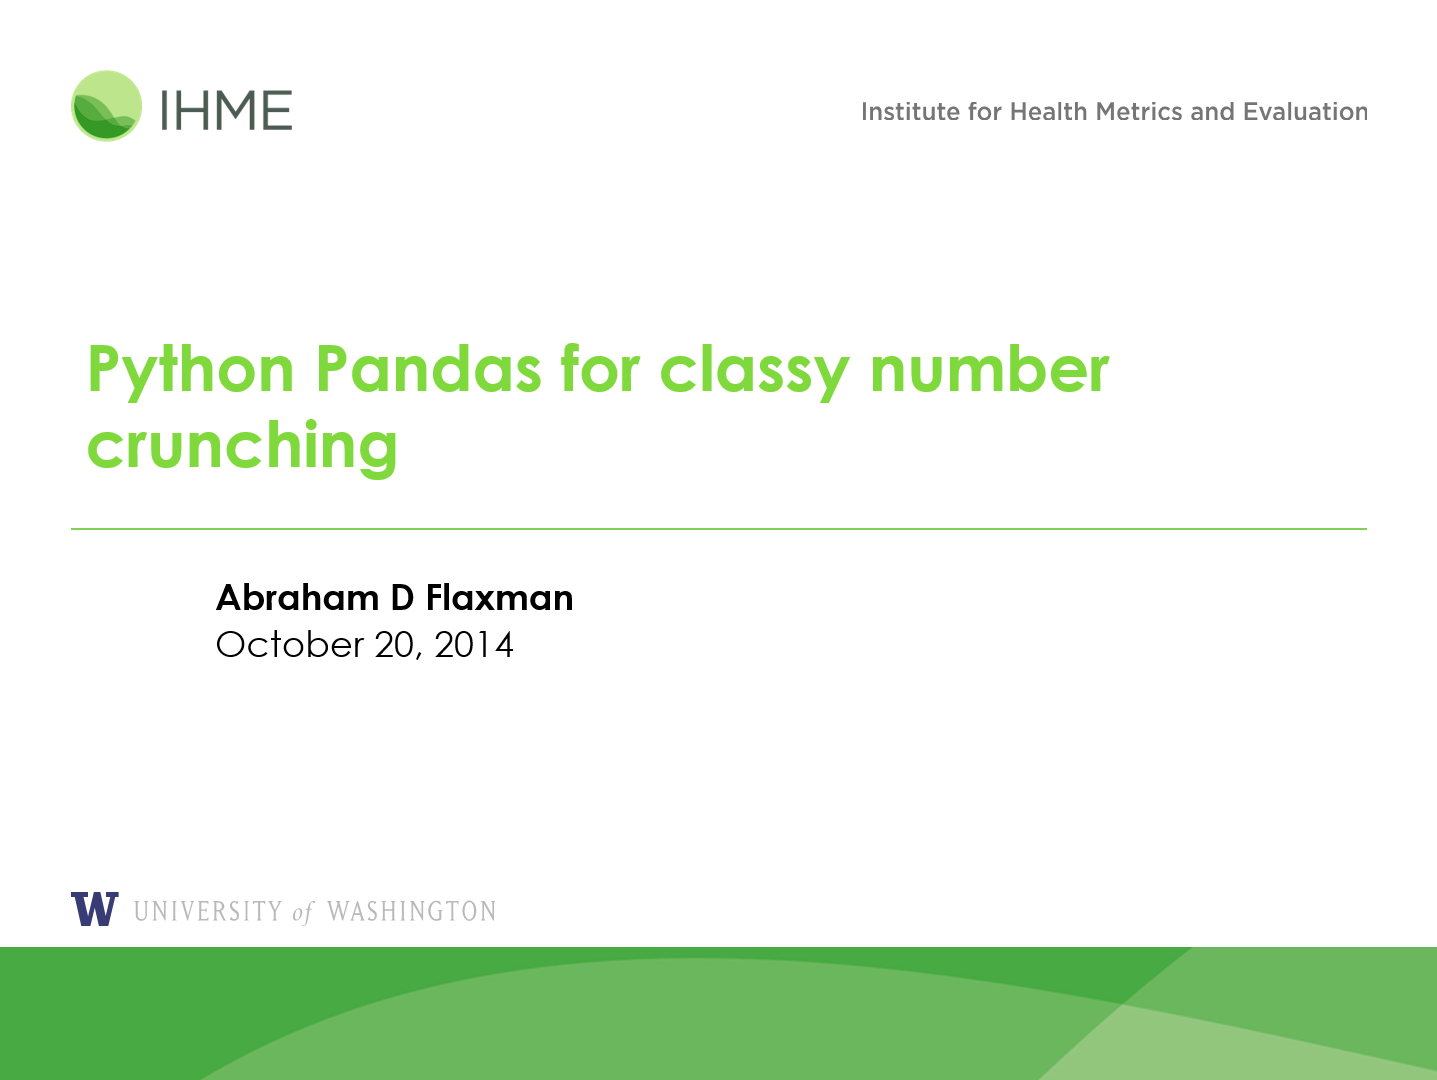 IHME
Institute for Health Metrics and Evaluation
Python Pandas for classy number
crunching
Abraham D Flaxman
October 20, 2014
W UNIVERSITY of WASHINGTON